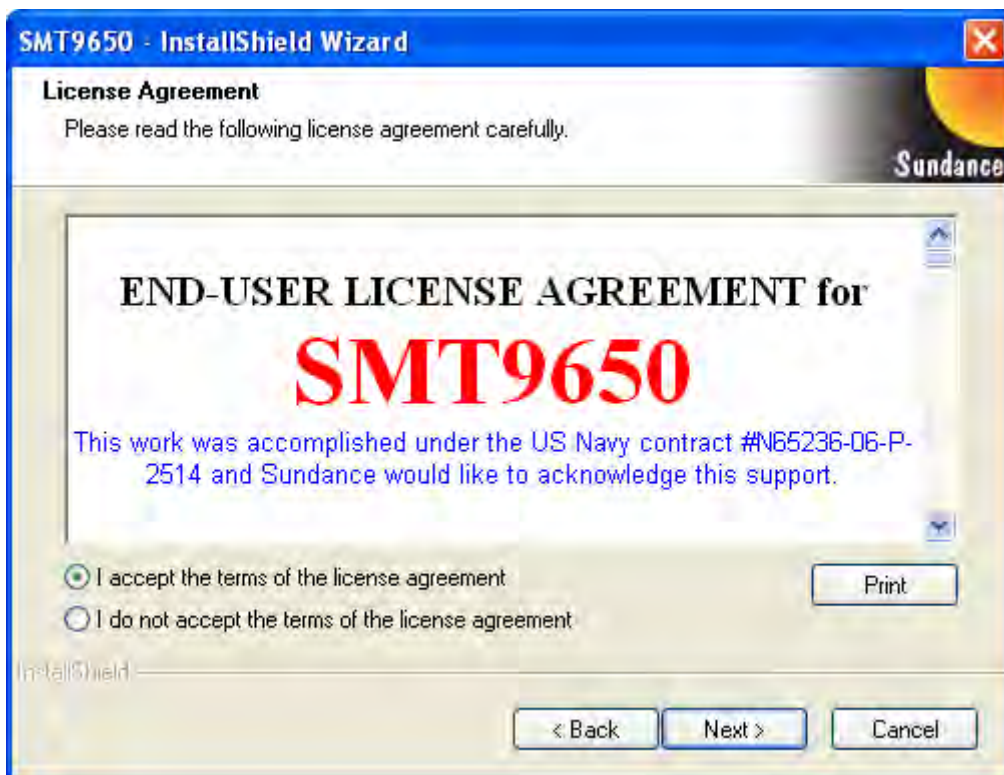 SMT9650 - InstallShield Wizard
License Agreement
Please read the following license agreement carefully.
Sundance
END-USER LICENSE AGREEMENT for
SMT9650
This work was accomplished under the US Navy contract #N65236-06-P-
2514 and Sundance would like to acknowledge this support.
I accept the terms of the license agreement
Print
I do not accept the terms of the license agreement
InstallShield
< Back
Next >
Cancel